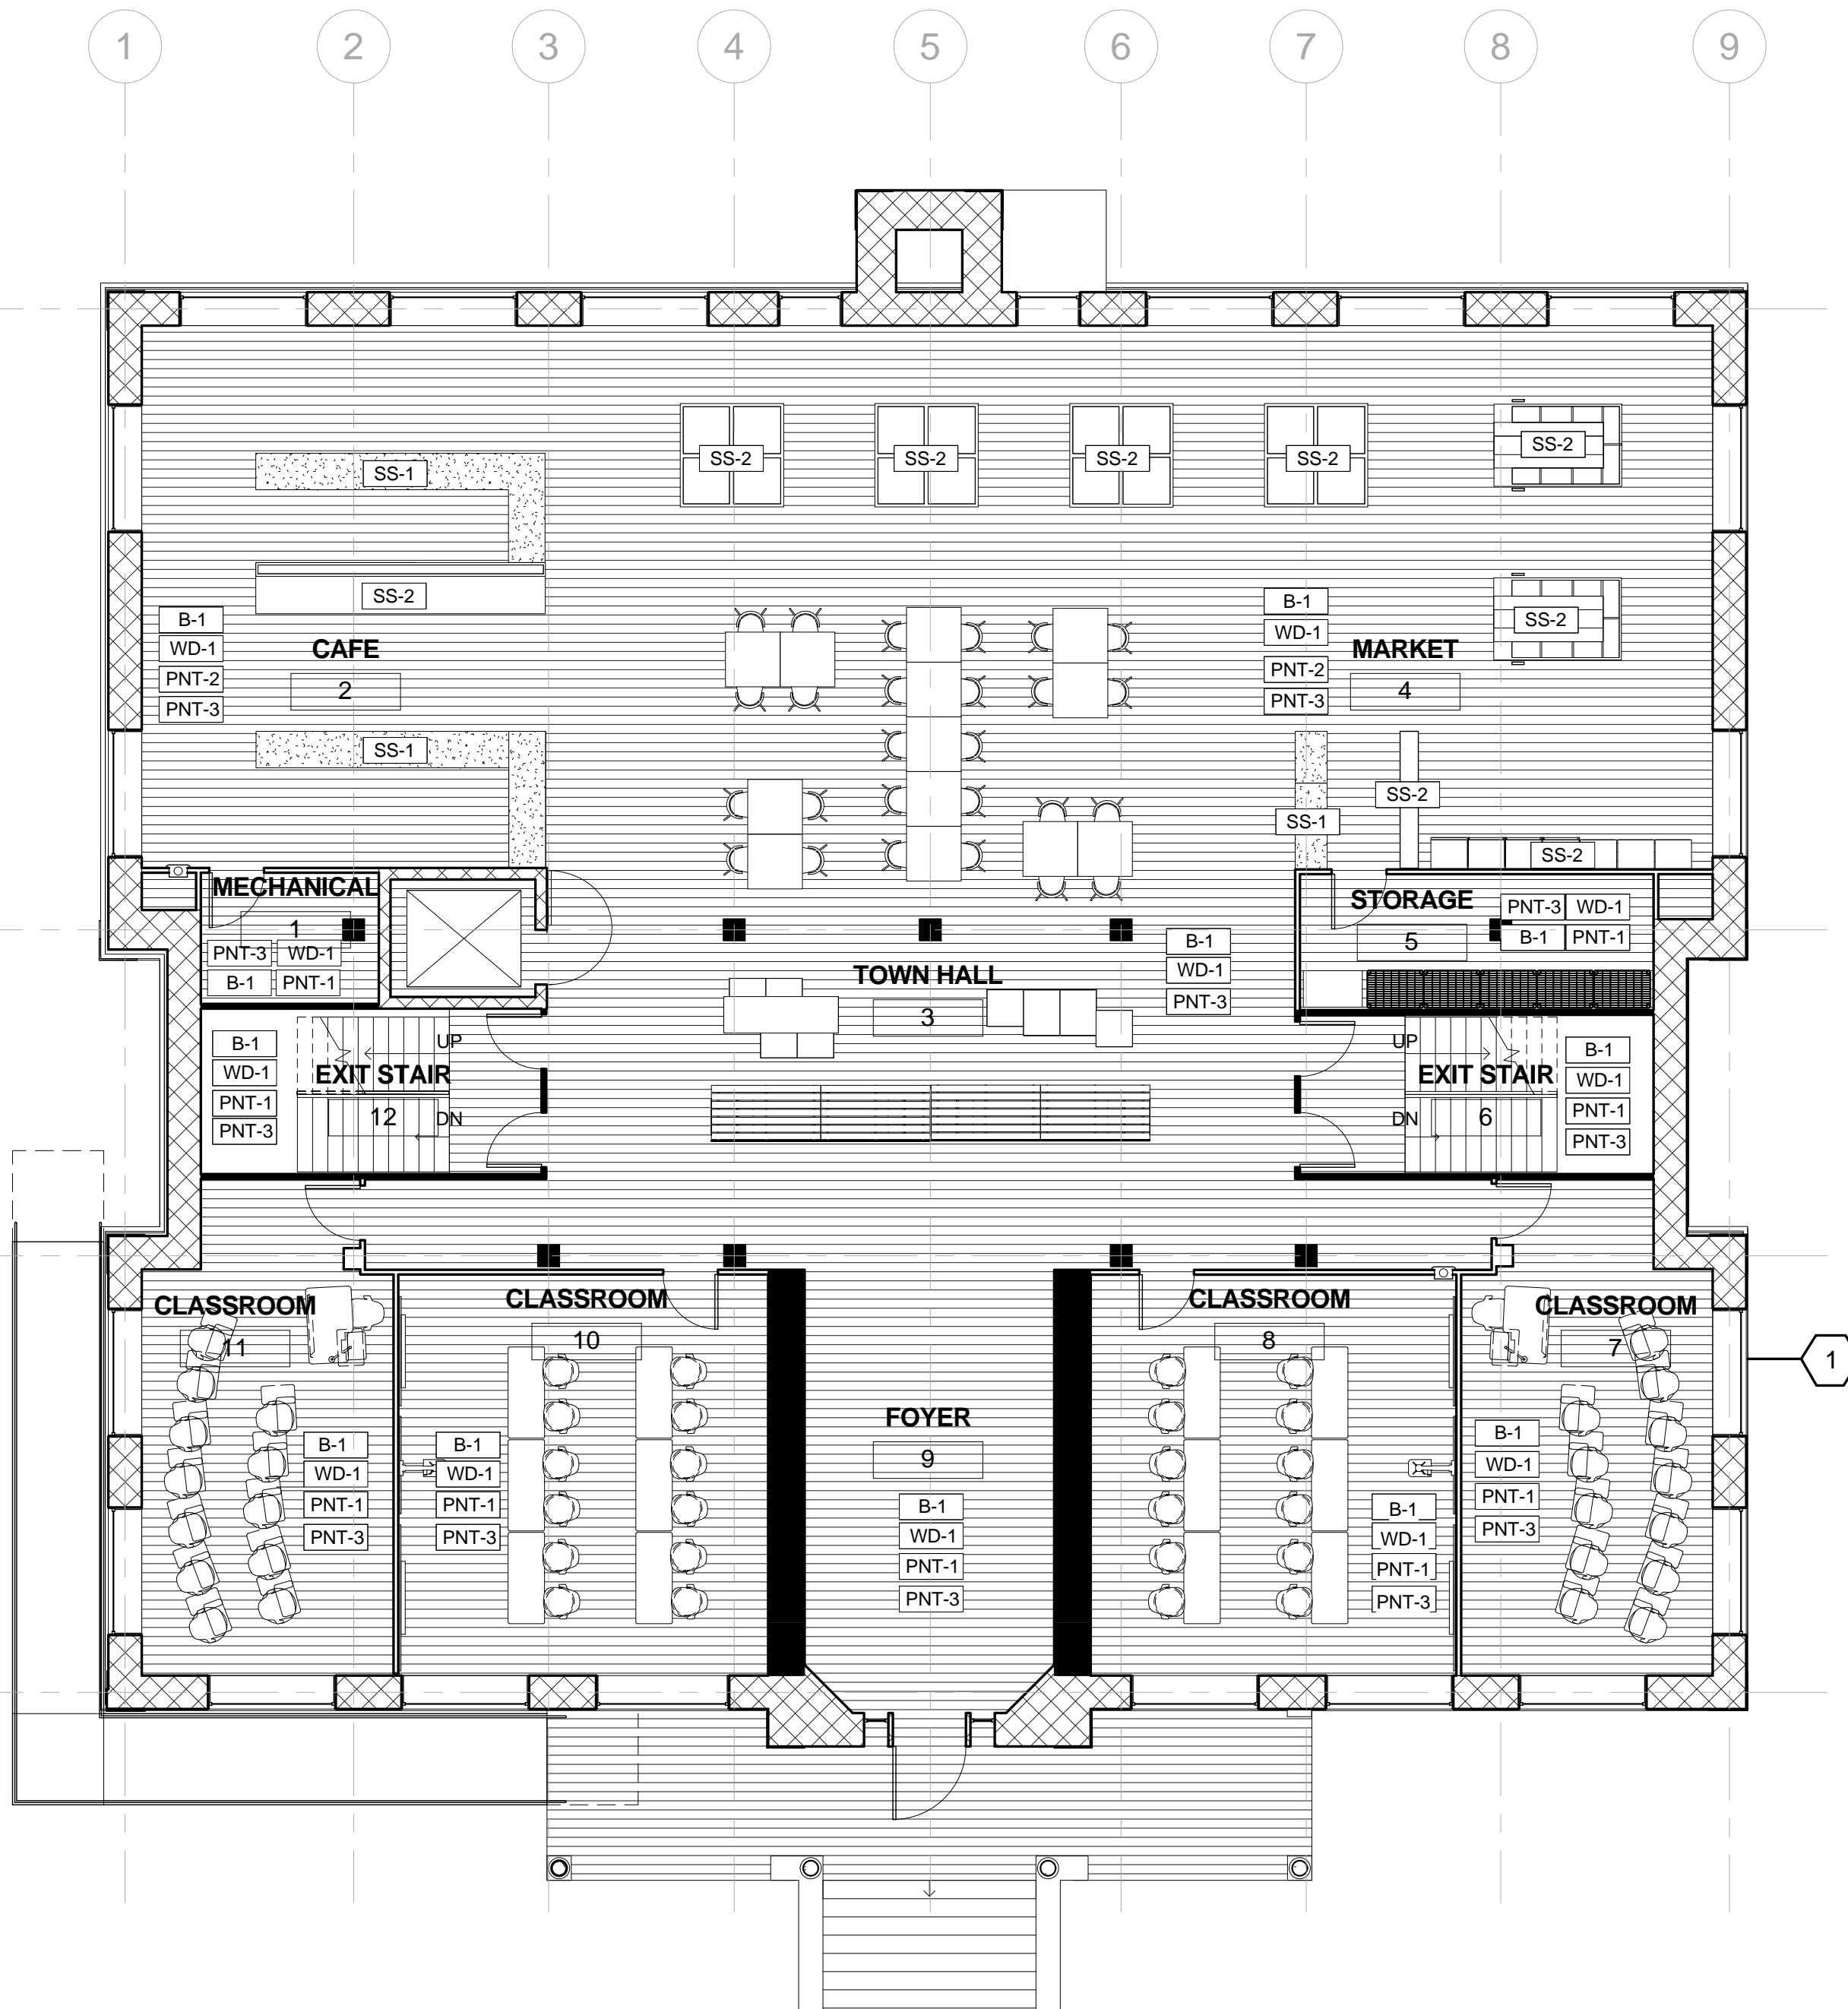 1 2 3 4 5 6 7 8 9
SS-2 SS-2 SS-2 SS-2 SS-2
SS-1
SS-2
B-1
WD-1
PNT-2
PNT-3
CAFE
2
SS-1
B-1
WD-1
PNT-2
PNT-3
MARKET
4
SS-2
SS-2
SS-1
SS-2
MECHANICAL
1
PNT-3 WD-1
B-1 PNT-1
STORAGE
5
PNT-3 WD-1
B-1 PNT-1
TOWN HALL
3
B-1
WD-1
PNT-3
B-1
WD-1
PNT-1
PNT-3
UP
EXIT STAIR
12
DN
UP
EXIT STAIR
DN
6
B-1
WD-1
PNT-1
PNT-3
CLASSROOM
11
B-1
WD-1
PNT-1
PNT-3
CLASSROOM
10
B-1
WD-1
PNT-1
PNT-3
FOYER
9
B-1
WD-1
PNT-1
PNT-3
CLASSROOM
8
B-1
WD-1
PNT-1
PNT-3
CLASSROOM
7
B-1
WD-1
PNT-1
PNT-3
1